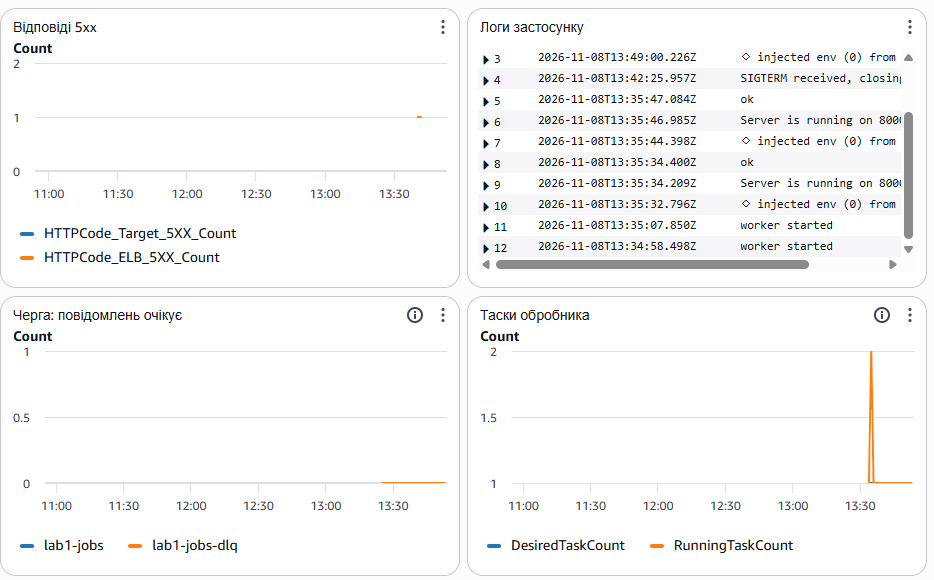 Відповіді 5xx
Count
2
1
0
11:00 11:30 12:00 12:30 13:00 13:30
HTTPCode_Target_5XX_Count
HTTPCode_ELB_5XX_Count
Логи застосунку
3 2026-11-08T13:49:00.226Z ◇ injected env (0) from
4 2026-11-08T13:42:25.957Z SIGTERM received, closing
5 2026-11-08T13:35:47.084Z ok
6 2026-11-08T13:35:46.985Z Server is running on 800
7 2026-11-08T13:35:44.398Z ◇ injected env (0) from
8 2026-11-08T13:35:34.400Z ok
9 2026-11-08T13:35:34.209Z Server is running on 800
10 2026-11-08T13:35:32.796Z ◇ injected env (0) from
11 2026-11-08T13:35:07.850Z worker started
12 2026-11-08T13:34:58.498Z worker started
Черга: повідомлень очікує
Count
1
0.5
0
11:00 11:30 12:00 12:30 13:00 13:30
lab1-jobs lab1-jobs-dlq
Таски обробника
Count
2
1.5
1
11:00 11:30 12:00 12:30 13:00 13:30
DesiredTaskCount RunningTaskCount